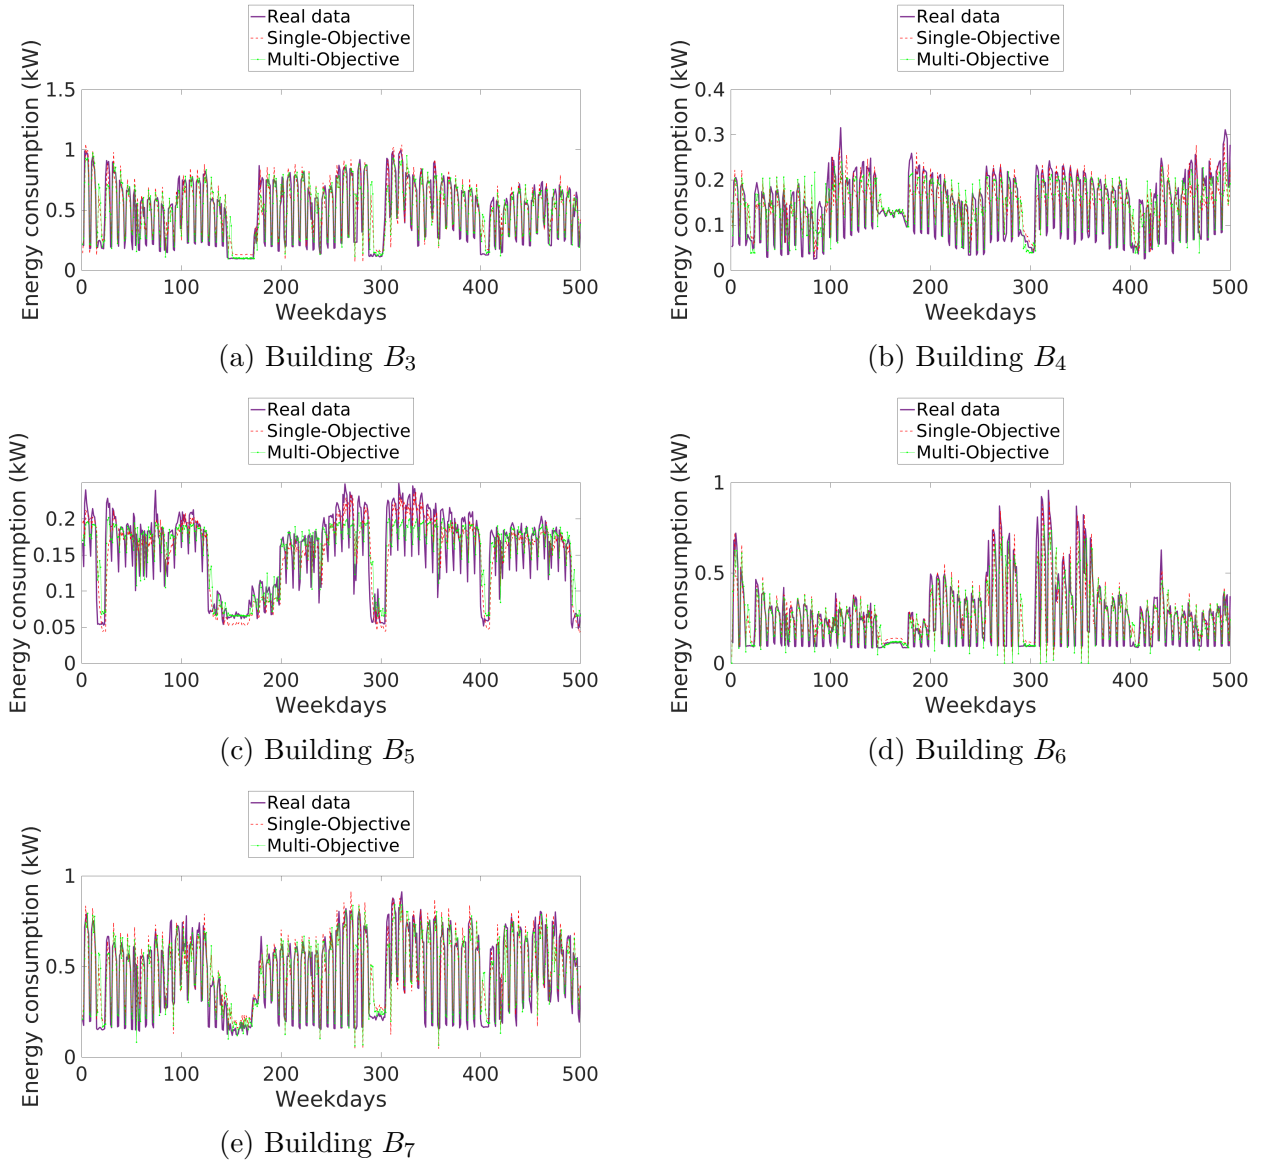 Real data
Single-Objective
Multi-Objective
Energy consumption (kW)
1.5
1
0.5
0
0 100 200 300 400 500
Weekdays
(a) Building B3
Real data
Single-Objective
Multi-Objective
Energy consumption (kW)
0.4
0.3
0.2
0.1
0
0 100 200 300 400 500
Weekdays
(b) Building B4
Real data
Single-Objective
Multi-Objective
Energy consumption (kW)
0.2
0.15
0.1
0.05
0
0 100 200 300 400 500
Weekdays
(c) Building B5
Real data
Single-Objective
Multi-Objective
Energy consumption (kW)
1
0.5
0
0 100 200 300 400 500
Weekdays
(d) Building B6
Real data
Single-Objective
Multi-Objective
Energy consumption (kW)
1
0.5
0
0 100 200 300 400 500
Weekdays
(e) Building B7